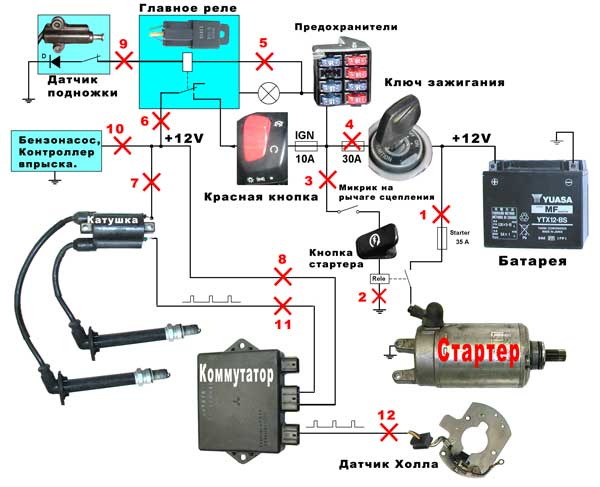 Главное реле
Предохранители
6
D
9
5
Датчик
подножки
Ключ зажигания
6
4
10
Бензонасос,
Контроллер
впрыска.
+12V
IGN
10A
30A
+12V
Красная кнопка
3
7
Микрик на
рычаге сцепления
YUASA
MF
YTX12-BS
Катушка
1
Starter
35 A
Кнопка
стартера
Батарея
8
Rele
2
11
Стартер
Коммутатор
12
Датчик Холла